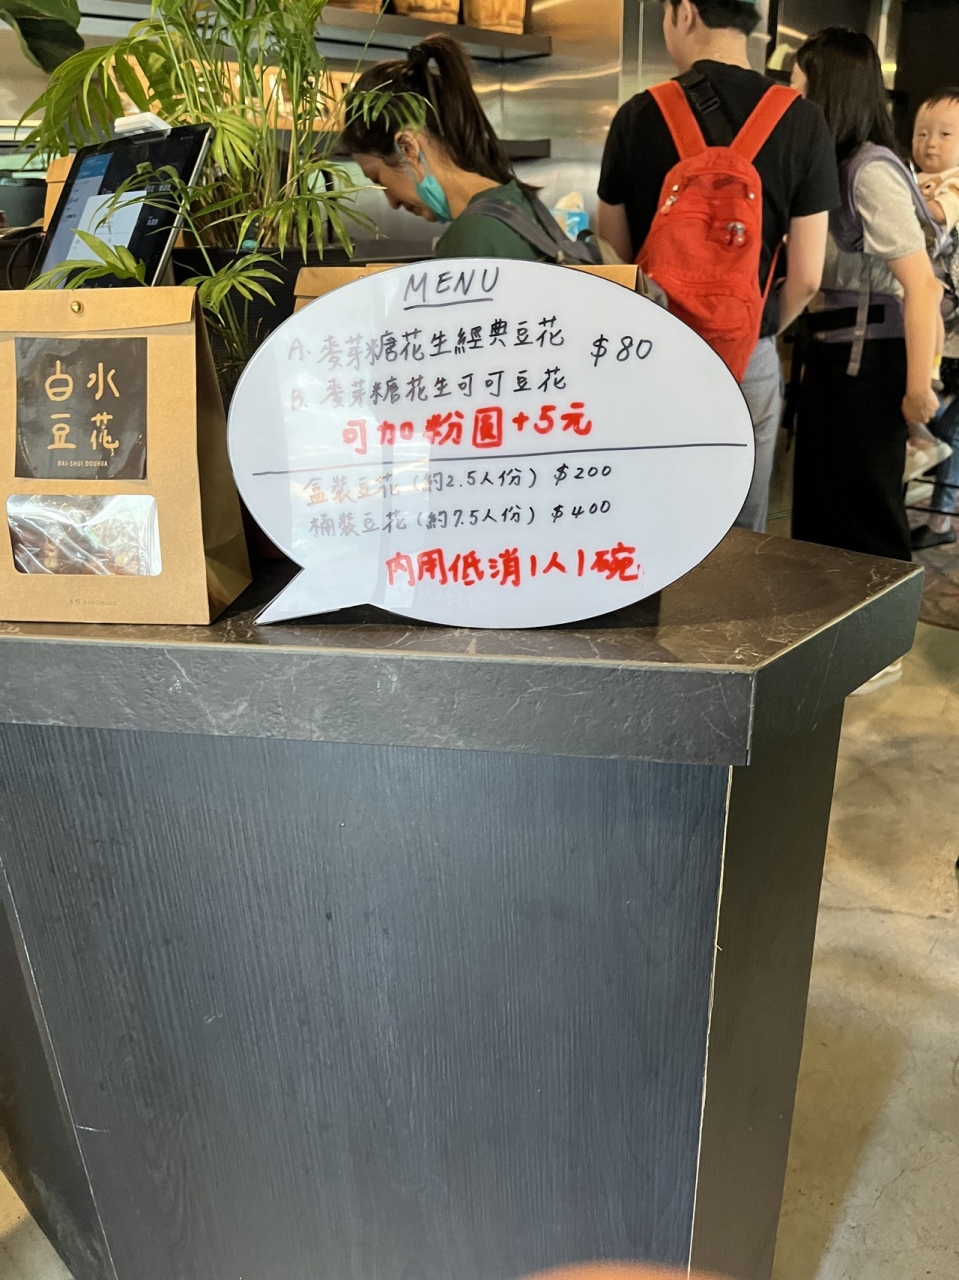 白水
豆花
BAI-SHUI DOUHUA
MENU
A. 麥芽糖花生經典豆花 $80
B. 麥芽糖花生可可豆花
可加粉圓+5元
盒裝豆花(約2.5人份) $200
桶裝豆花(約7.5人份) $400
內用低消1人1碗